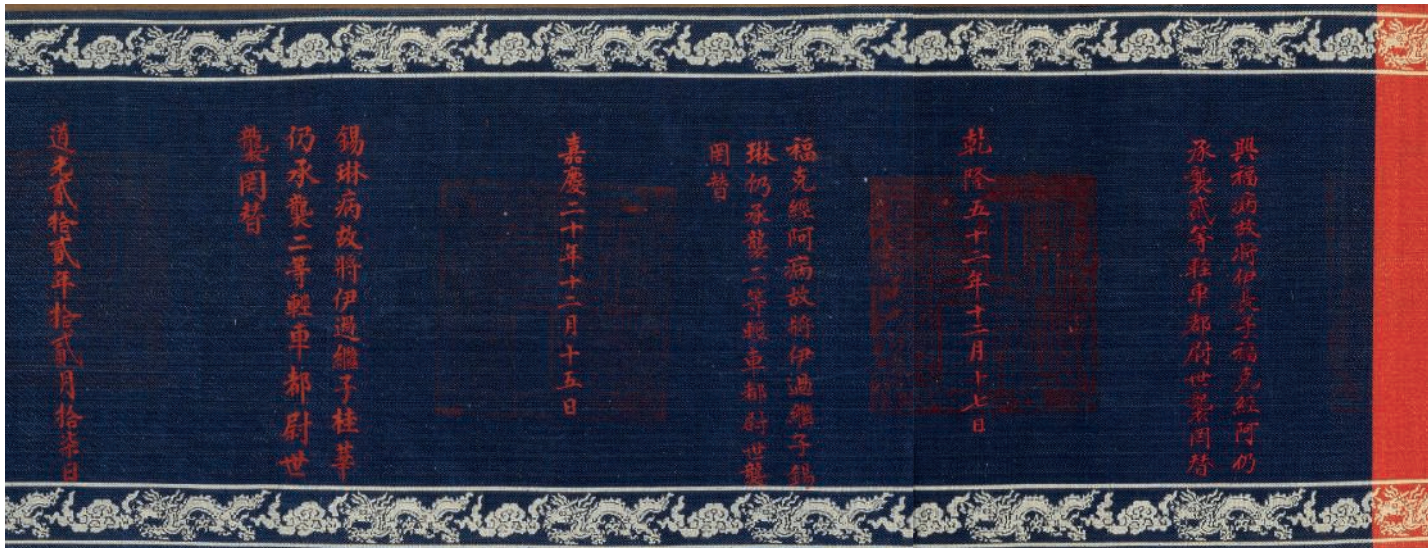 興福病故將伊長子福克經阿仍
承襲貳等輕車都尉世襲罔替
乾隆五十二年十二月十七日
福克經阿病故將伊過繼子錫
琳仍承襲二等輕車都尉世襲
罔替
嘉慶二十年十二月十五日
錫琳病故將伊過繼子桂華
仍承襲二等輕車都尉世
襲罔替
道光貳拾貳年拾貳月拾柒日